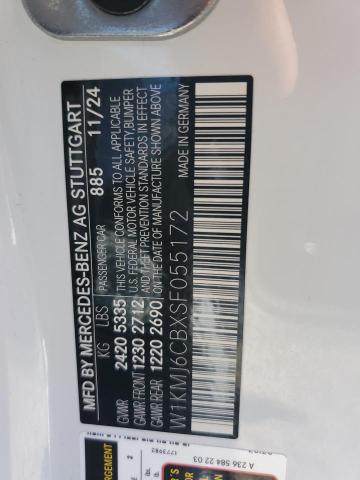 MFD BY MERCEDES-BENZ AG STUTTGART
PASSENGER CAR 885 11/24
KG LBS
GVWR 2420 5335
GAWR FRONT 1230 2712
GAWR REAR 1220 2690
THIS VEHICLE CONFORMS TO ALL APPLICABLE
U.S. FEDERAL MOTOR VEHICLE SAFETY,BUMPER
AND THEFT PREVENTION STANDARDS IN EFFECT
ON THE DATE OF MANUFACTURE SHOWN ABOVE
W1KMJ6CBXSF055172
MADE IN GERMANY
A 236 584 22 03
1773982